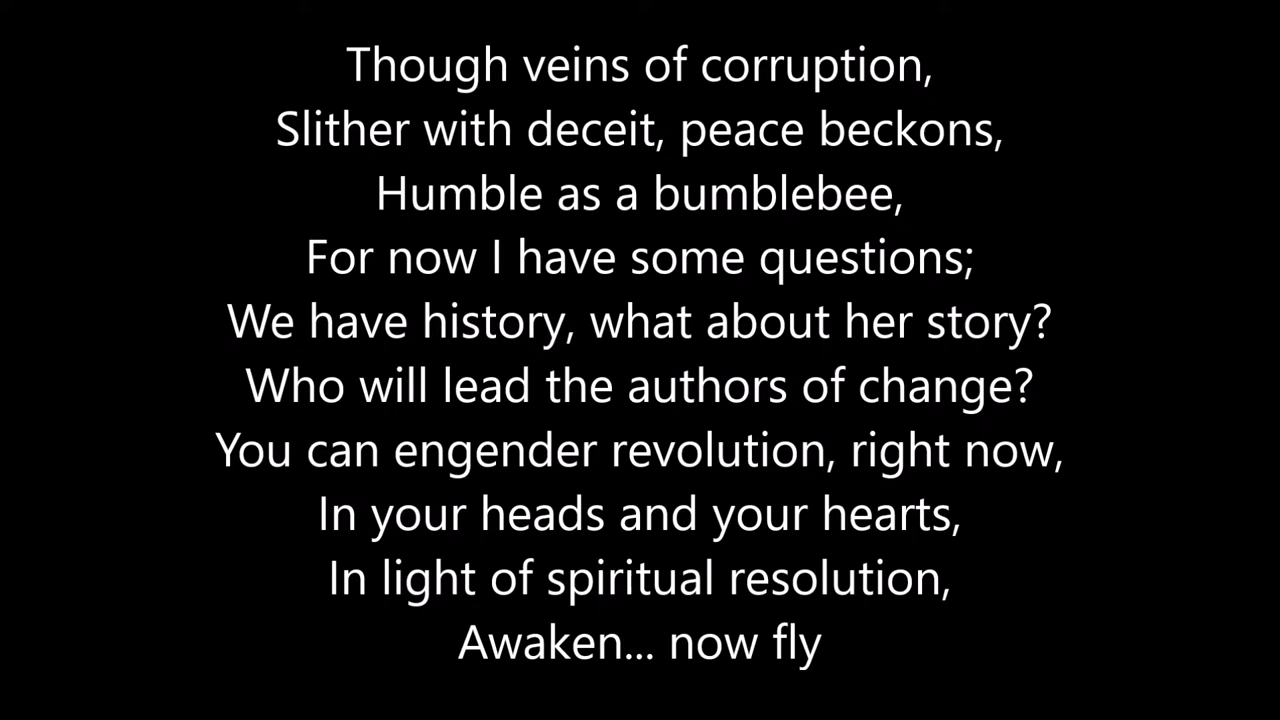 Though veins of corruption,
Slither with deceit, peace beckons,
Humble as a bumblebee,
For now I have some questions;
We have history, what about her story?
Who will lead the authors of change?
You can engender revolution, right now,
In your heads and your hearts,
In light of spiritual resolution,
Awaken... now fly